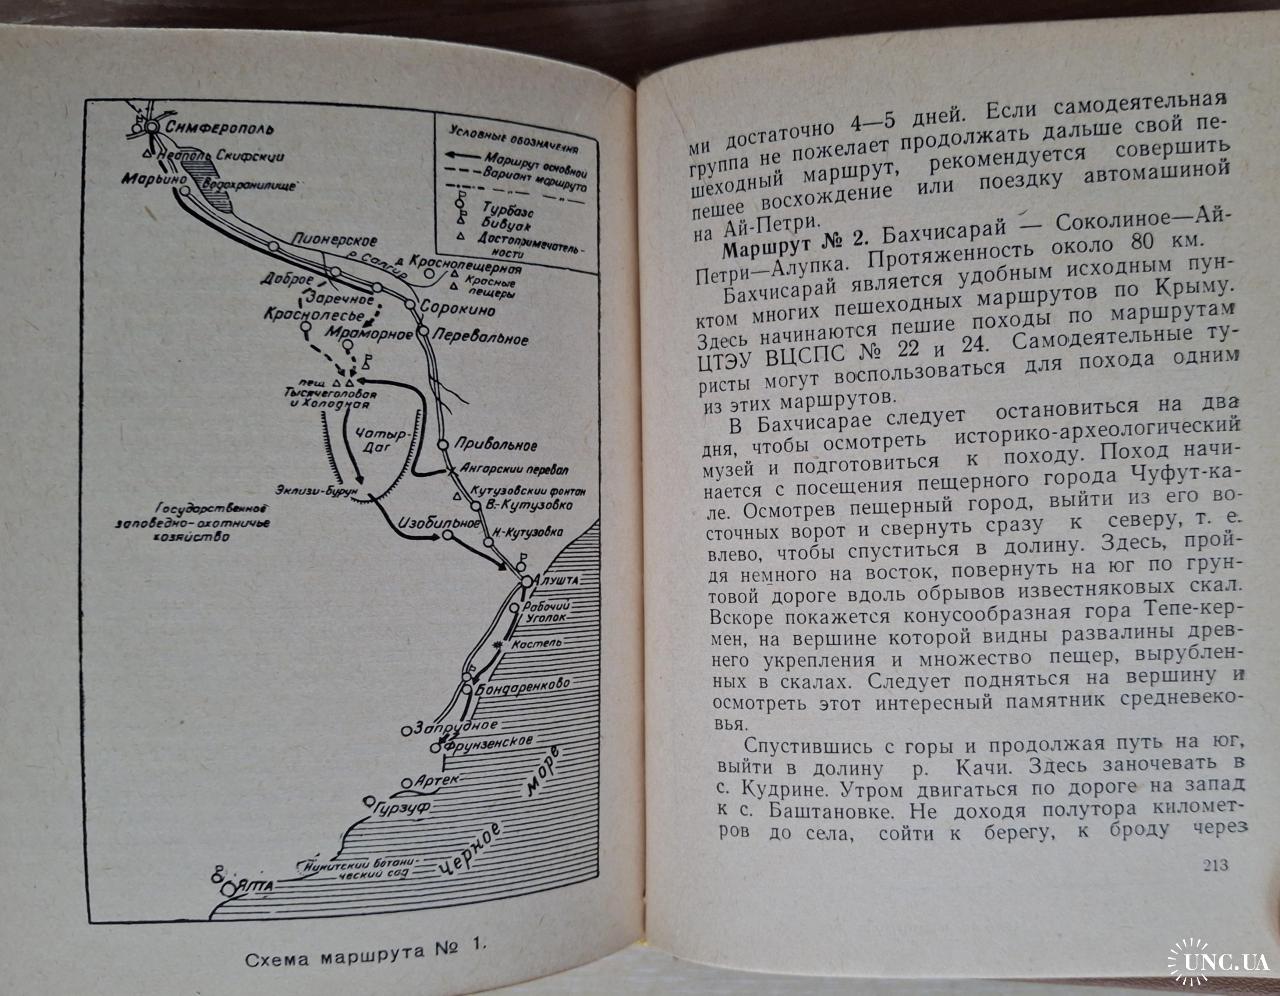 Симферополь
Неаполь Скифский
Марьино
Водохранилище
Пионерское
р. Салгир
Доброе
Заречное
д. Краснопещерная
Красные
пещеры
Краснолесье
Мраморное
Сорокино
Перевальное
пещ.
Тысячеголовая
и Холодная
Чатыр-
Даг
Привольное
Ангарский перевал
Эклизи-Бурун
Кутузовский фонтан
В.-Кутузовка
Государственное
заповедно-охотничье
хозяйство
Изобильное
Н.-Кутузовка
Алушта
Рабочий
Уголок
Кастель
Бондаренково
Запрудное
Фрунзенское
Артек
Гурзуф
Никитский ботани-
ческий сад
Ялта
Черное море
Условные обозначения
Маршрут основной
Вариант маршрута
—„— —„—
Турбаза
Бивуак
Достопримечатель-
ности
Схема маршрута № 1.
ми достаточно 4—5 дней. Если самодеятельная
группа не пожелает продолжать дальше свой пе-
шеходный маршрут, рекомендуется совершить
пешее восхождение или поездку автомашиной
на Ай-Петри.
Маршрут № 2. Бахчисарай — Соколиное—Ай-
Петри—Алупка. Протяженность около 80 км.
Бахчисарай является удобным исходным пун-
ктом многих пешеходных маршрутов по Крыму.
Здесь начинаются пешие походы по маршрутам
ЦТЭУ ВЦСПС № 22 и 24. Самодеятельные ту-
ристы могут воспользоваться для похода одним
из этих маршрутов.
В Бахчисарае следует остановиться на два
дня, чтобы осмотреть историко-археологический
музей и подготовиться к походу. Поход начи-
нается с посещения пещерного города Чуфут-ка-
ле. Осмотрев пещерный город, выйти из его во-
сточных ворот и свернуть сразу к северу, т. е.
влево, чтобы спуститься в долину. Здесь, прой-
дя немного на восток, повернуть на юг по грун-
товой дороге вдоль обрывов известняковых скал.
Вскоре покажется конусообразная гора Тепе-кер-
мен, на вершине которой видны развалины древ-
него укрепления и множество пещер, вырублен-
ных в скалах. Следует подняться на вершину и
осмотреть этот интересный памятник средневеко-
вья.
Спустившись с горы и продолжая путь на юг,
выйти в долину р. Качи. Здесь заночевать в
с. Кудрине. Утром двигаться по дороге на запад
к с. Баштановке. Не доходя полутора километ-
ров до села, сойти к берегу, к броду через
213
UNC.UA